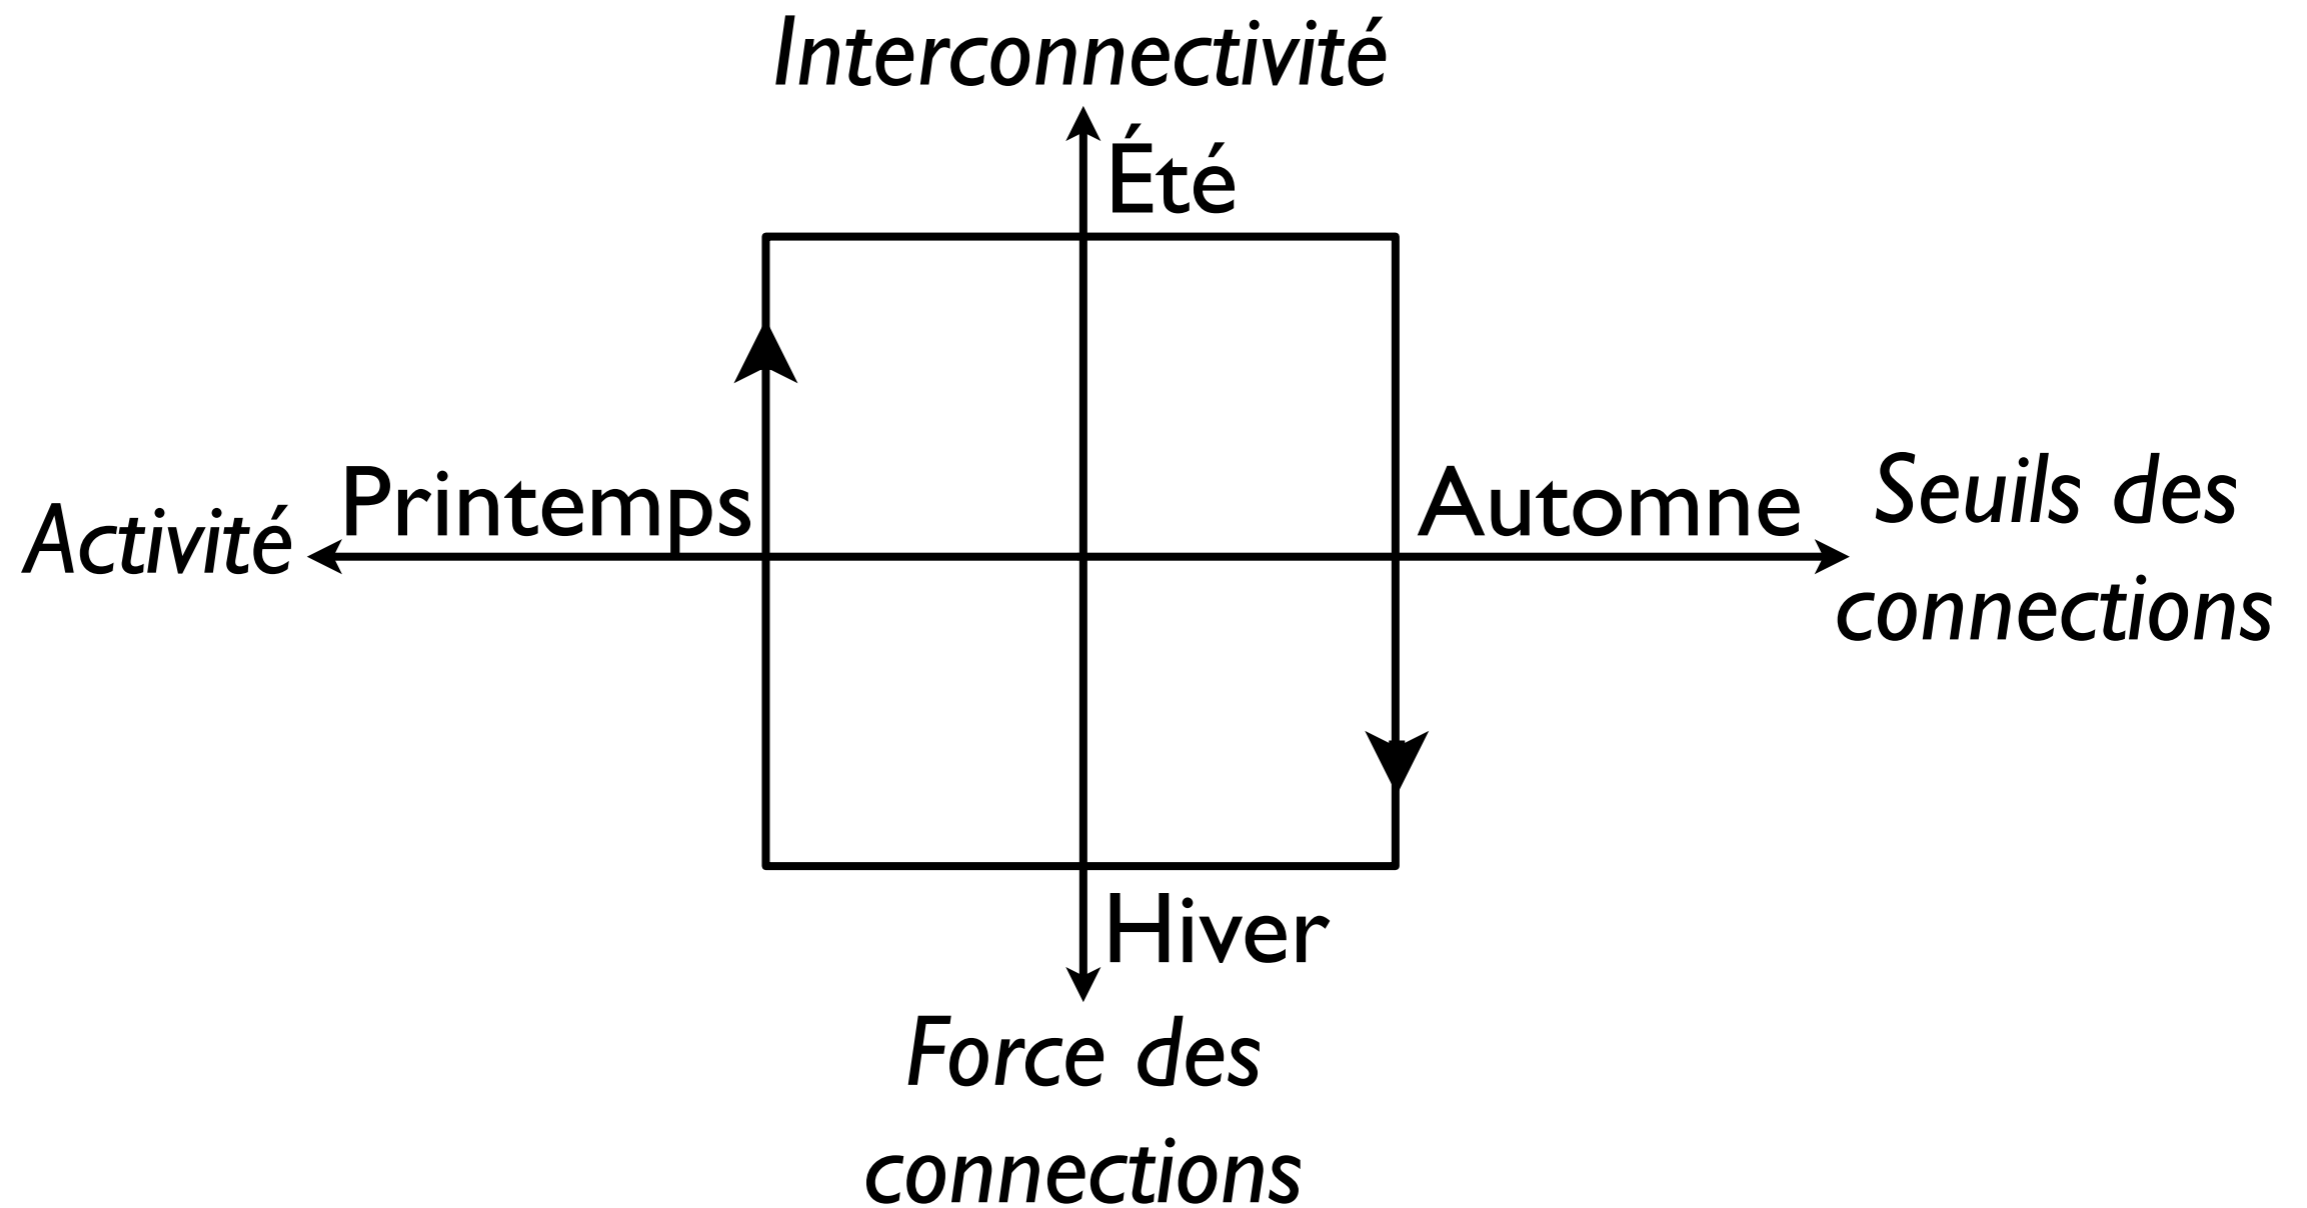 Interconnectivité
Été
Printemps
Activité
Automne
Seuils des
connections
Hiver
Force des
connections